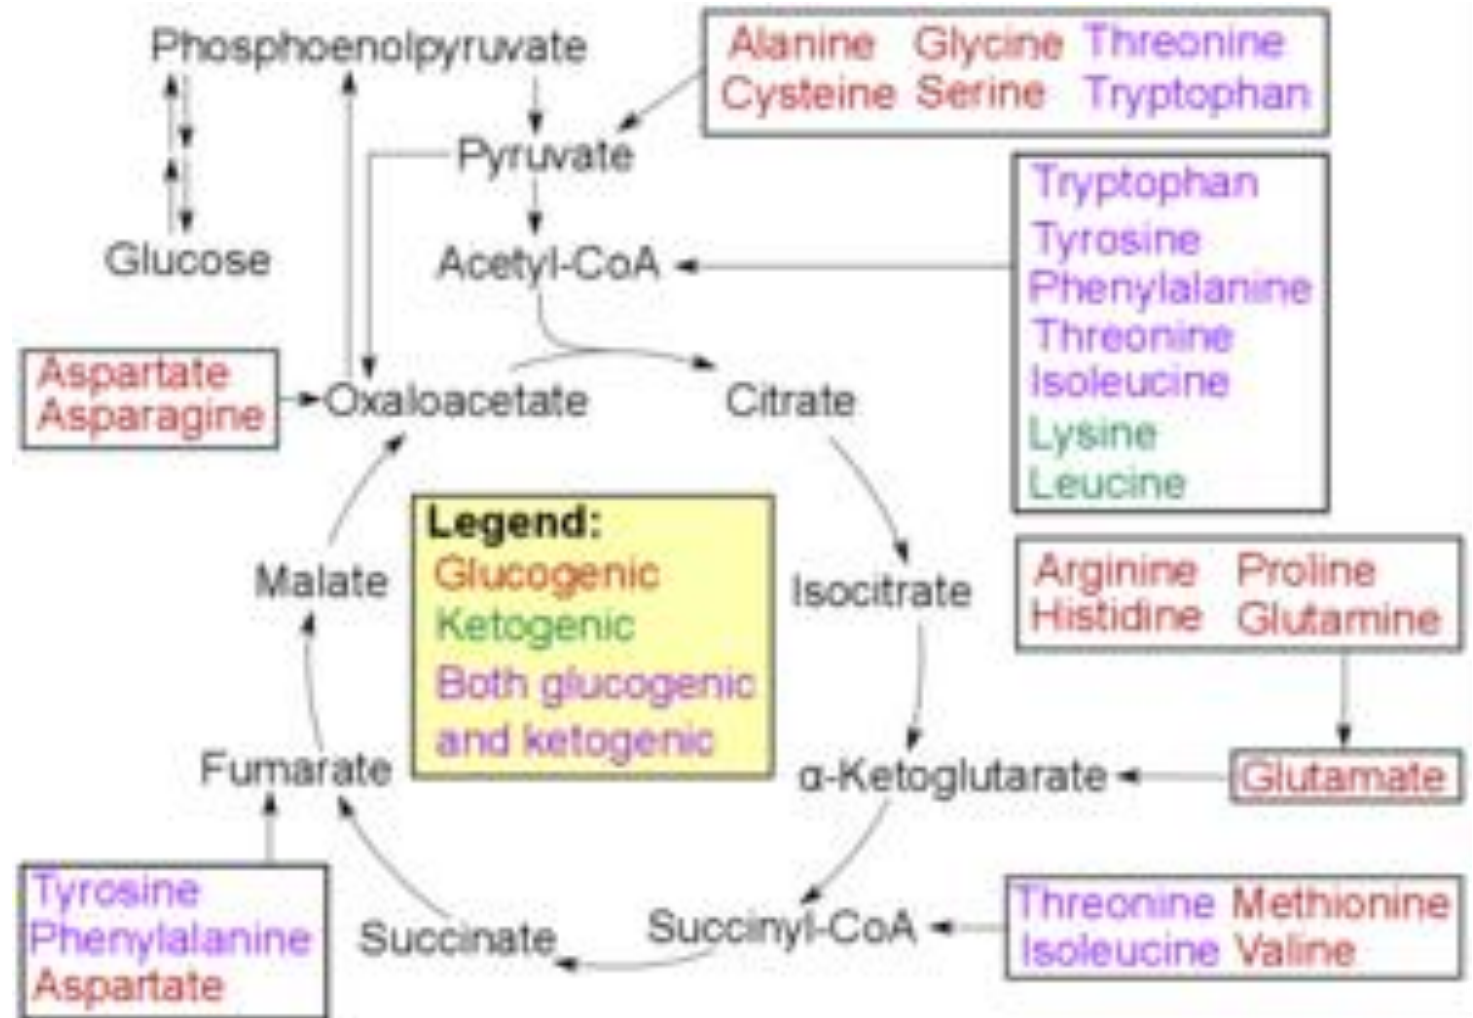 Phosphoenolpyruvate
Alanine Glycine Threonine
Cysteine Serine Tryptophan
Pyruvate
Glucose
Acetyl-CoA
Tryptophan
Tyrosine
Phenylalanine
Threonine
Isoleucine
Lysine
Leucine
Aspartate
Asparagine
Oxaloacetate
Citrate
Legend:
Glucogenic
Ketogenic
Both glucogenic
and ketogenic
Malate
Isocitrate
Arginine Proline
Histidine Glutamine
Fumarate
α-Ketoglutarate
Glutamate
Tyrosine
Phenylalanine
Aspartate
Succinate
Succinyl-CoA
Threonine Methionine
Isoleucine Valine